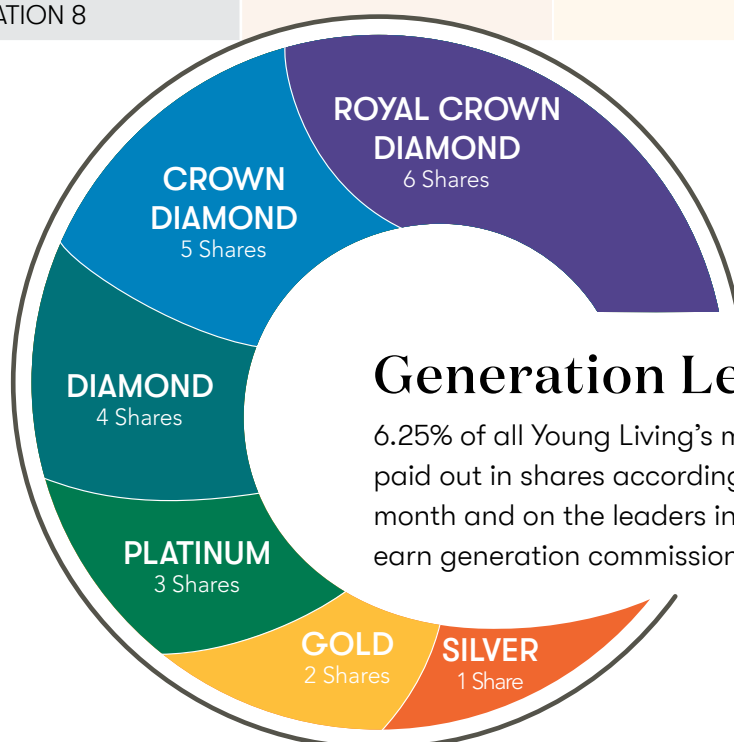 ATION 8
ROYAL CROWN
DIAMOND
6 Shares
CROWN
DIAMOND
5 Shares
DIAMOND
4 Shares
Generation Le
6.25% of all Young Living's m
paid out in shares according
month and on the leaders in
earn generation commission
PLATINUM
3 Shares
GOLD
2 Shares
SILVER
1 Share